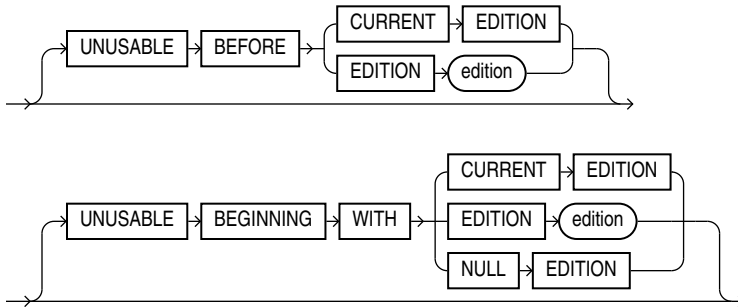 CURRENT EDITION
UNUSABLE BEFORE
EDITION edition
CURRENT EDITION
UNUSABLE BEGINNING WITH EDITION edition
NULL EDITION